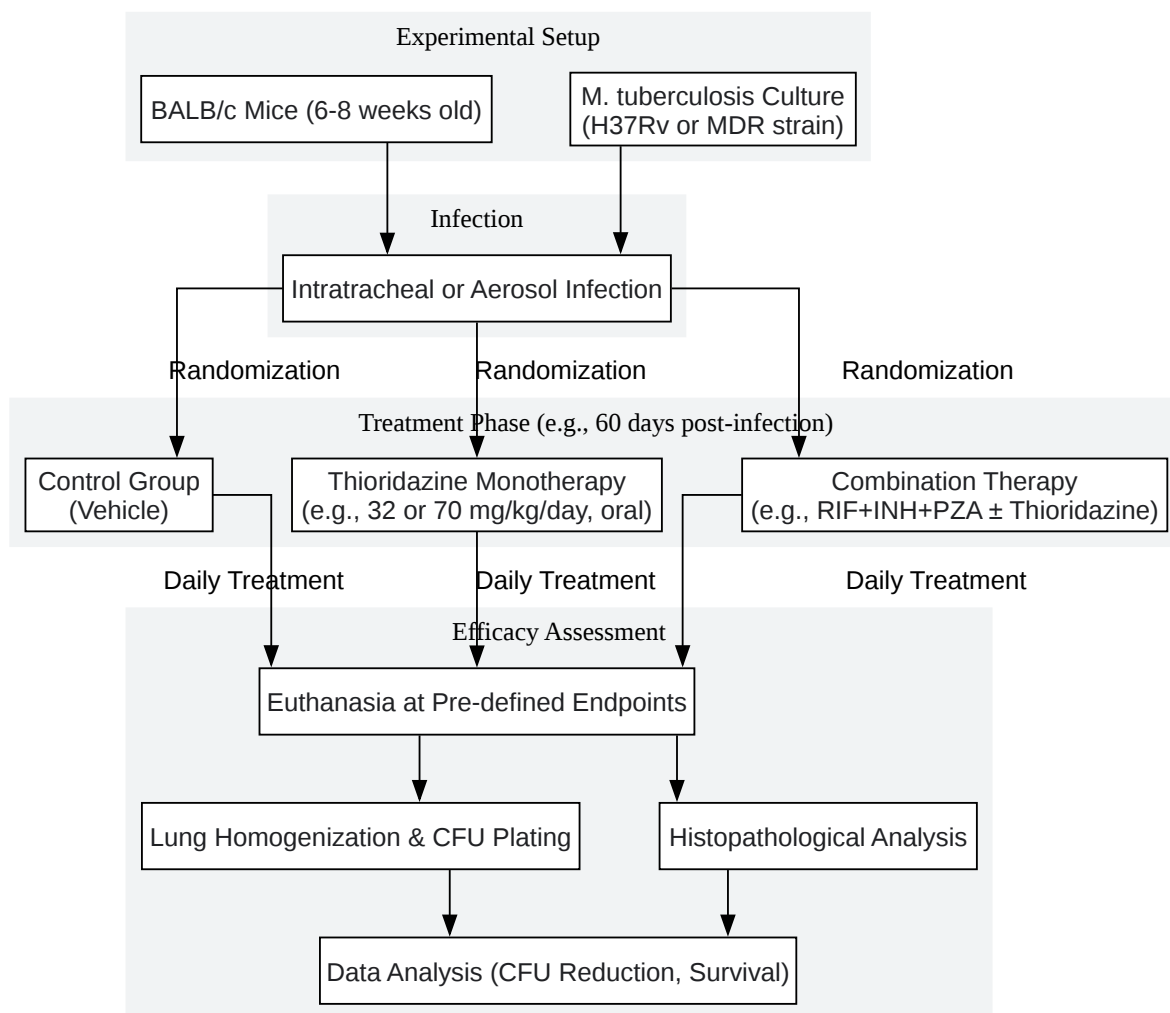 Experimental Setup
BALB/c Mice (6-8 weeks old)
M. tuberculosis Culture
(H37Rv or MDR strain)
Infection
Intratracheal or Aerosol Infection
Randomization
Randomization
Randomization
Treatment Phase (e.g., 60 days post-infection)
Control Group
(Vehicle)
Thioridazine Monotherapy
(e.g., 32 or 70 mg/kg/day, oral)
Combination Therapy
(e.g., RIF+INH+PZA ± Thioridazine)
Daily Treatment
Daily Treatment
Daily Treatment
Efficacy Assessment
Euthanasia at Pre-defined Endpoints
Lung Homogenization & CFU Plating
Histopathological Analysis
Data Analysis (CFU Reduction, Survival)